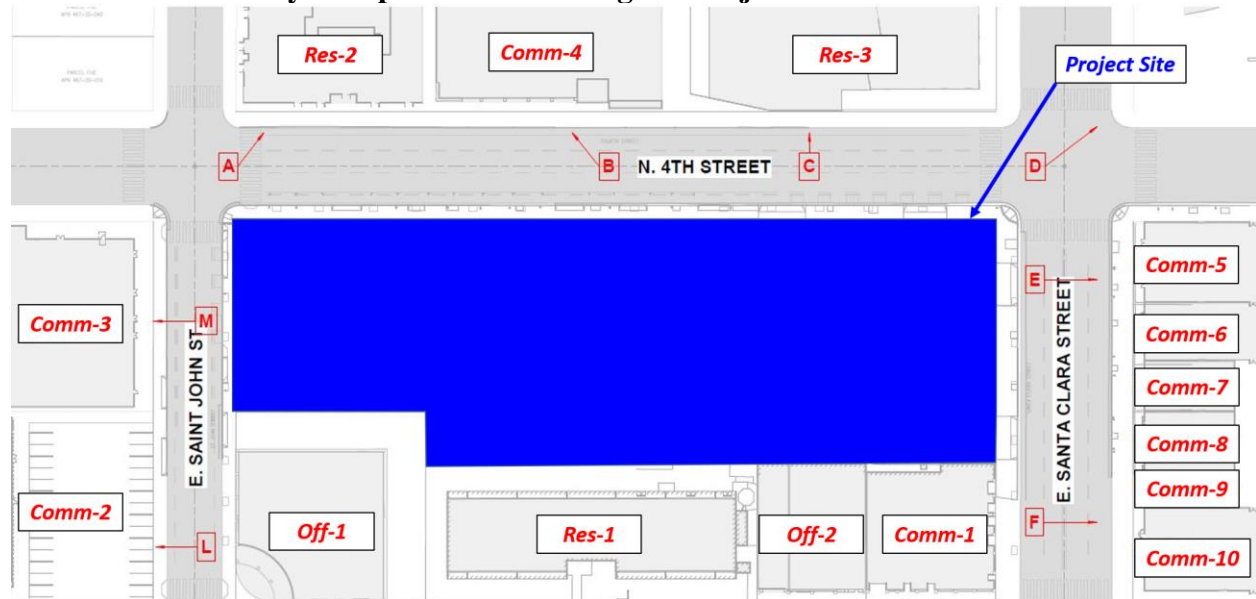 Res-2
Comm-4
Res-3
Project Site
A
B
N. 4TH STREET
C
D
Comm-3
M
E. SAINT JOHN ST
Comm-2
L
Off-1
Res-1
Off-2
Comm-1
E
E. SANTA CLARA STREET
F
Comm-5
Comm-6
Comm-7
Comm-8
Comm-9
Comm-10